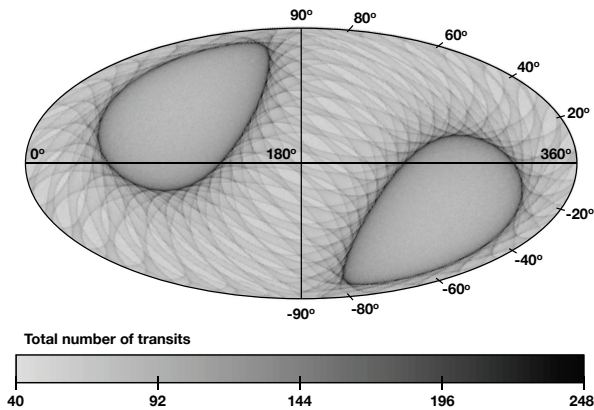 90º
80º
60º
40º
20º
0º
180º
360º
-20º
-40º
-60º
-80º
-90º
Total number of transits
40 92 144 196 248